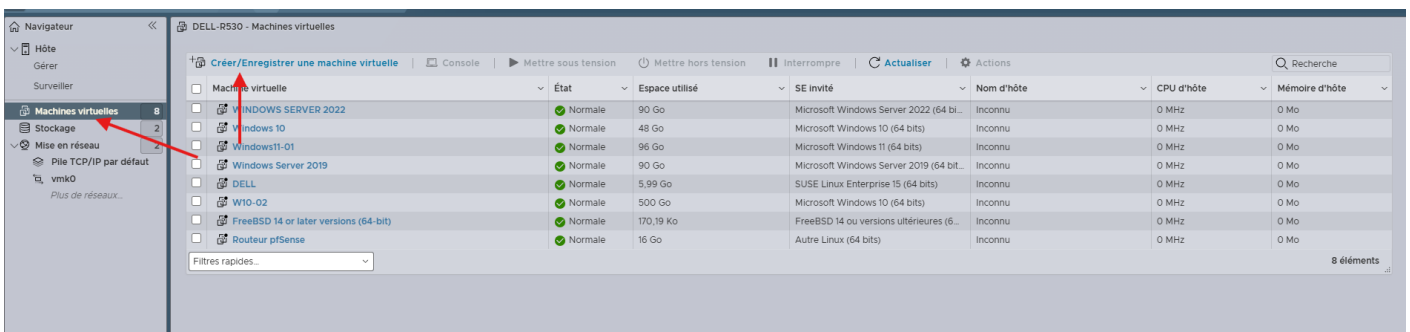 Navigateur
DELL-R530 - Machines virtuelles
Hôte
Gérer
Surveiller
Machines virtuelles 8
Stockage 2
Mise en réseau 2
Pile TCP/IP par défaut
vmk0
Plus de réseaux...
Créer/Enregistrer une machine virtuelle | Console | Mettre sous tension Mettre hors tension Interrompre | Actualiser | Actions
Recherche
Machine virtuelle État Espace utilisé SE invité Nom d'hôte CPU d'hôte Mémoire d'hôte
WINDOWS SERVER 2022 Normale 90 Go Microsoft Windows Server 2022 (64 bi... Inconnu 0 MHz 0 Mo
Windows 10 Normale 48 Go Microsoft Windows 10 (64 bits) Inconnu 0 MHz 0 Mo
Windows11-01 Normale 96 Go Microsoft Windows 11 (64 bits) Inconnu 0 MHz 0 Mo
Windows Server 2019 Normale 90 Go Microsoft Windows Server 2019 (64 bit... Inconnu 0 MHz 0 Mo
DELL Normale 5,99 Go SUSE Linux Enterprise 15 (64 bits) Inconnu 0 MHz 0 Mo
W10-02 Normale 500 Go Microsoft Windows 10 (64 bits) Inconnu 0 MHz 0 Mo
FreeBSD 14 or later versions (64-bit) Normale 170,19 Ko FreeBSD 14 ou versions ultérieures (6... Inconnu 0 MHz 0 Mo
Routeur pfSense Normale 16 Go Autre Linux (64 bits) Inconnu 0 MHz 0 Mo
Filtres rapides...
8 éléments